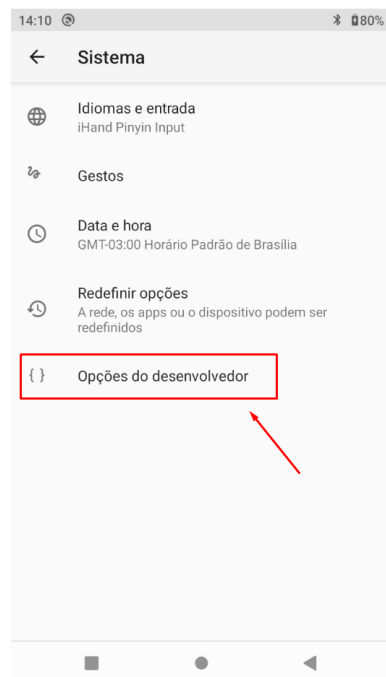 14:10 80%
Sistema
Idiomas e entrada
iHand Pinyin Input
Gestos
Data e hora
GMT-03:00 Horário Padrão de Brasília
Redefinir opções
A rede, os apps ou o dispositivo podem ser
redefinidos
{ } Opções do desenvolvedor